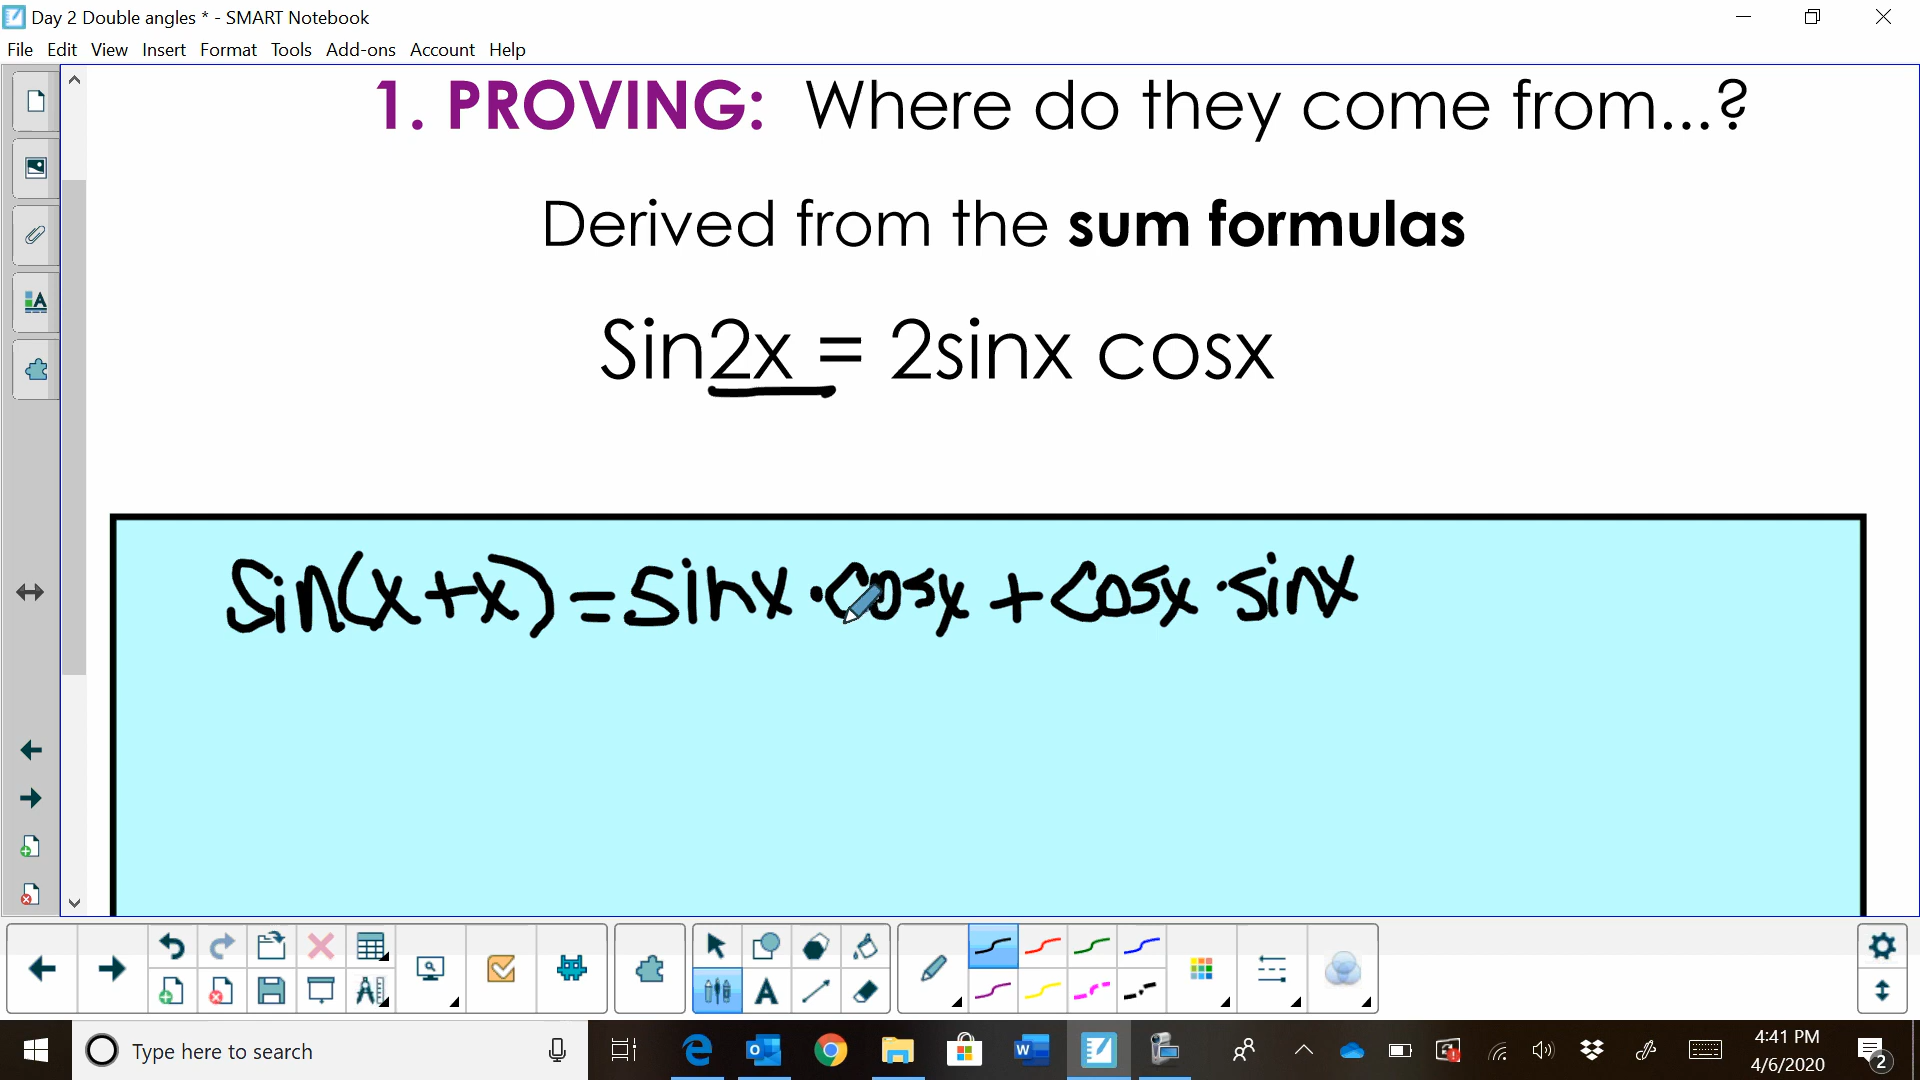 Day 2 Double angles * - SMART Notebook
File Edit View Insert Format Tools Add-ons Account Help
1. PROVING: Where do they come from...?
Derived from the sum formulas
Sin2x = 2sinx cosx
Sin(x+x)=sinx·cosx+cosx·sinx
Type here to search
4:41 PM
4/6/2020
2